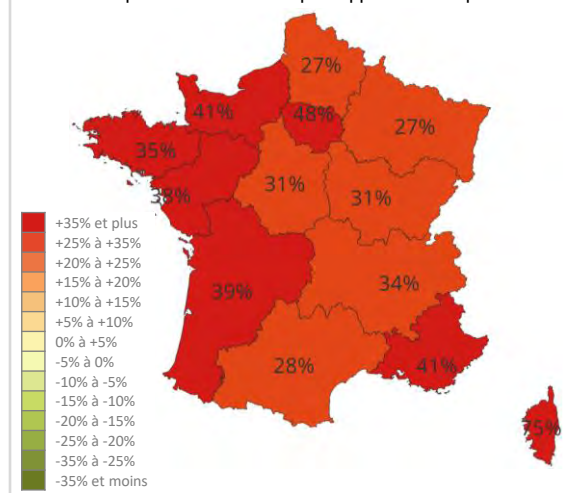 27%
41%
48%
27%
35%
38%
31%
31%
39%
34%
28%
41%
75%
+35% et plus
+25% à +35%
+20% à +25%
+15% à +20%
+10% à +15%
+5% à +10%
0% à +5%
-5% à 0%
-10% à -5%
-15% à -10%
-20% à -15%
-25% à -20%
-35% à -25%
-35% et moins